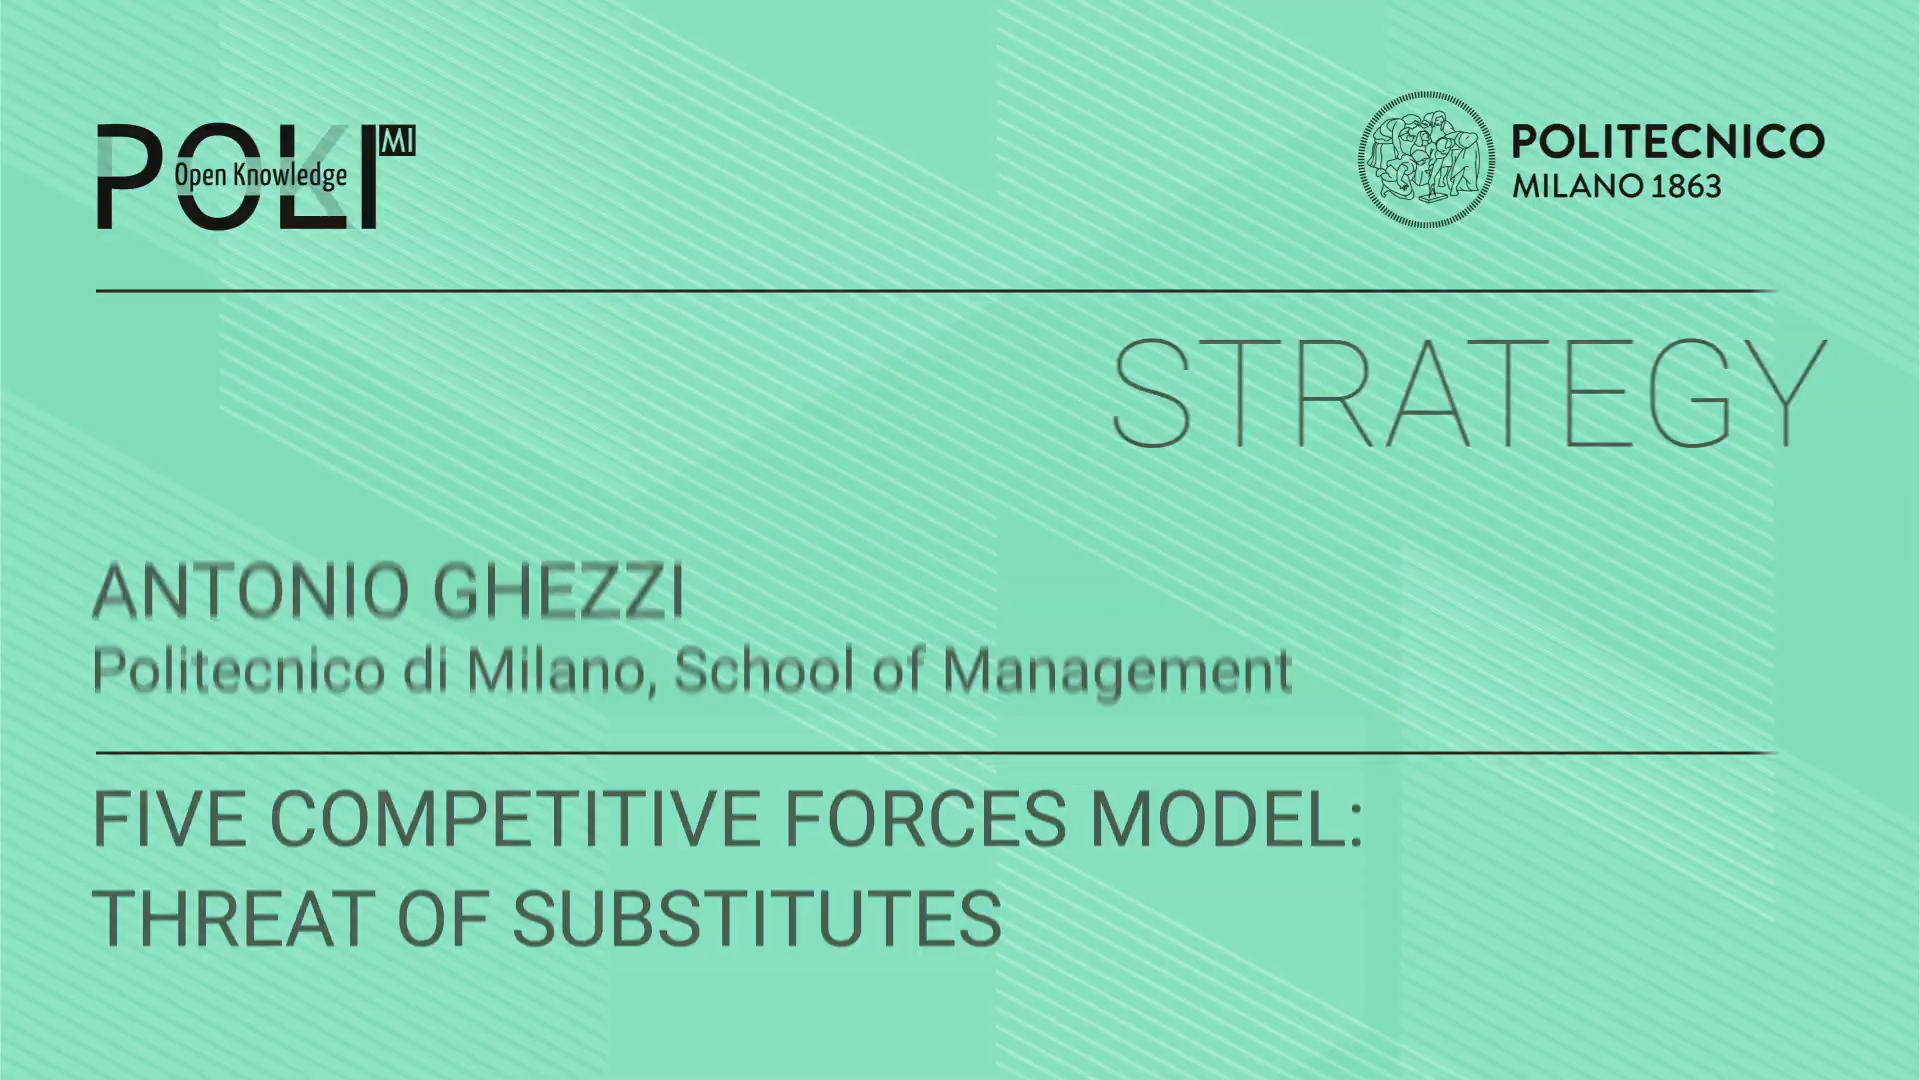 POLI MI
Open Knowledge
POLITECNICO
MILANO 1863
STRATEGY
ANTONIO GHEZZI
Politecnico di Milano, School of Management
FIVE COMPETITIVE FORCES MODEL:
THREAT OF SUBSTITUTES